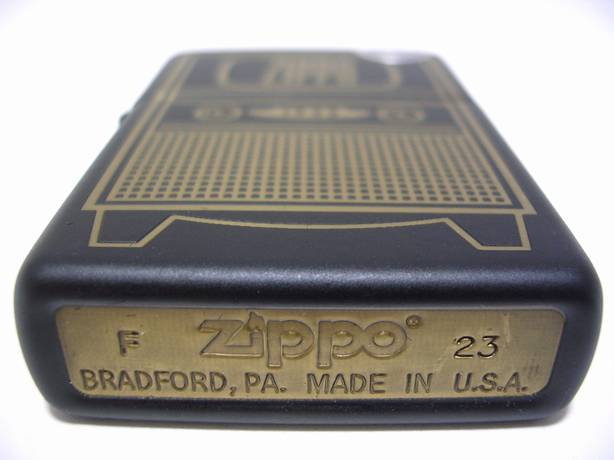 F Zippo® 23
BRADFORD, PA. MADE IN U.S.A.